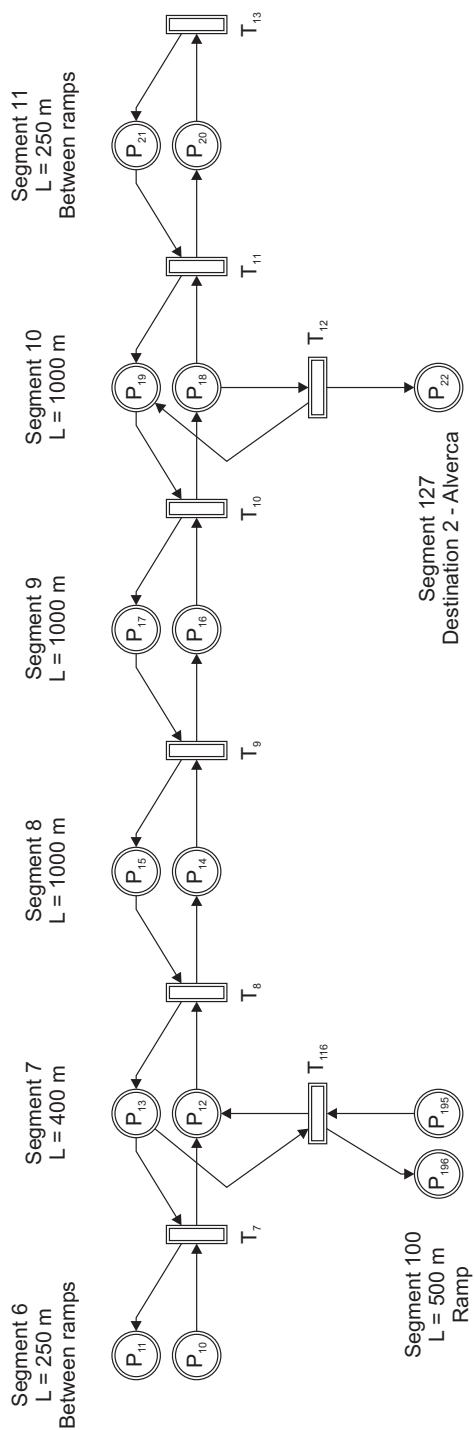 Segment 6
L = 250 m
Between ramps
Segment 7
L = 400 m
Segment 8
L = 1000 m
Segment 9
L = 1000 m
Segment 10
L = 1000 m
Segment 11
L = 250 m
Between ramps
P11
P13
P15
P17
P19
P21
P10
P12
P14
P16
P18
P20
T7
T8
T9
T10
T11
T13
T116
T12
P196
P195
P22
Segment 100
L = 500 m
Ramp
Segment 127
Destination 2 - Alverca